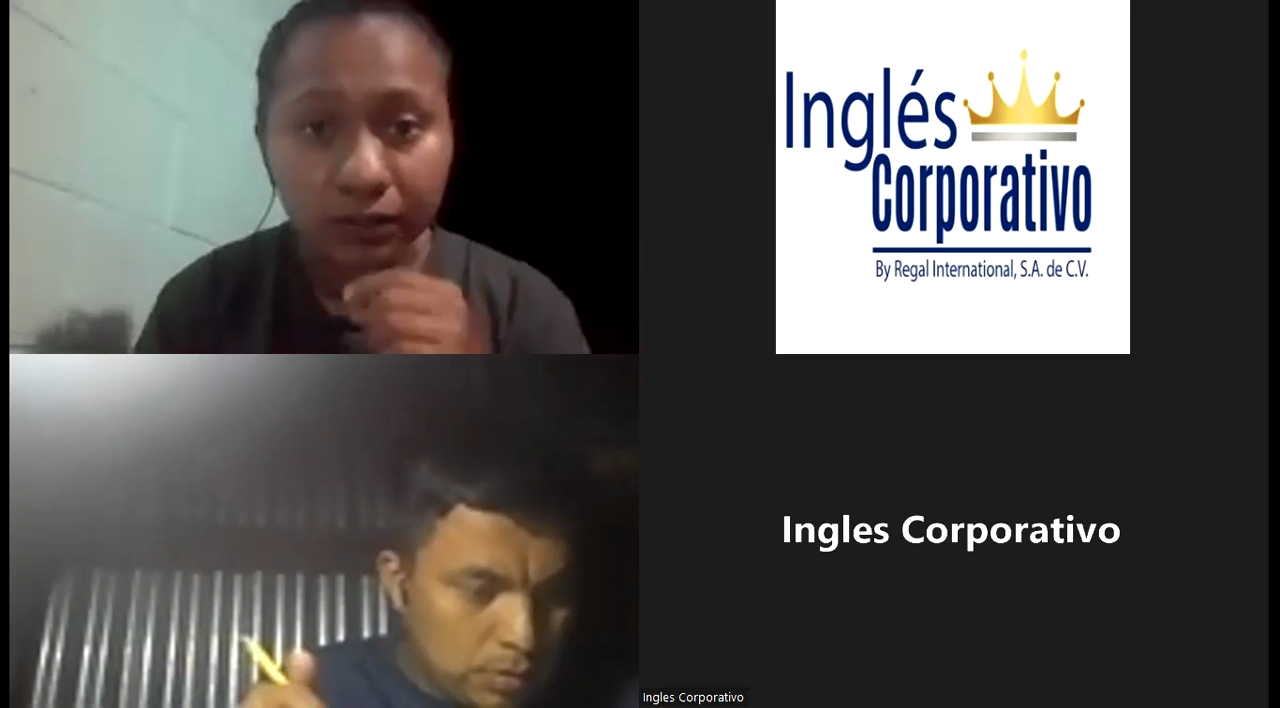 Inglés
Corporativo
By Regal International, S.A. de C.V.
Ingles Corporativo
Ingles Corporativo